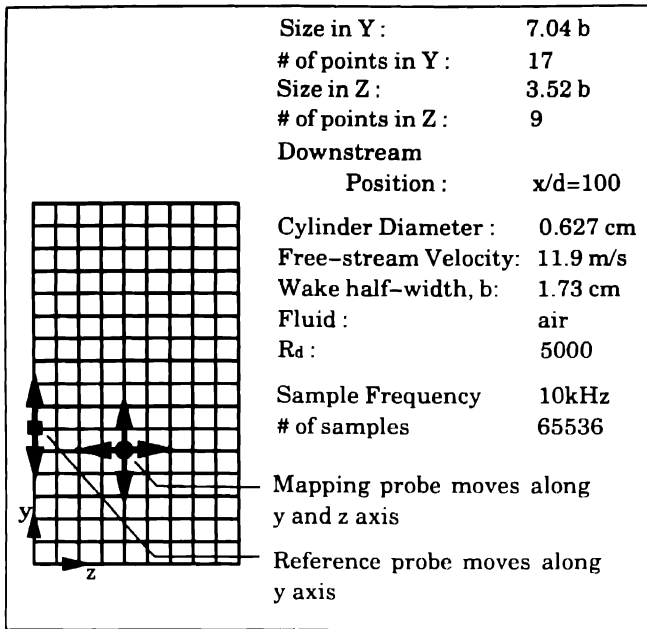 Size in Y : 7.04 b
# of points in Y : 17
Size in Z : 3.52 b
# of points in Z : 9
Downstream
Position : x/d=100
Cylinder Diameter : 0.627 cm
Free-stream Velocity: 11.9 m/s
Wake half-width, b: 1.73 cm
Fluid : air
Rd : 5000
Sample Frequency 10kHz
# of samples 65536
Mapping probe moves along
y and z axis
Reference probe moves along
y axis
y
z